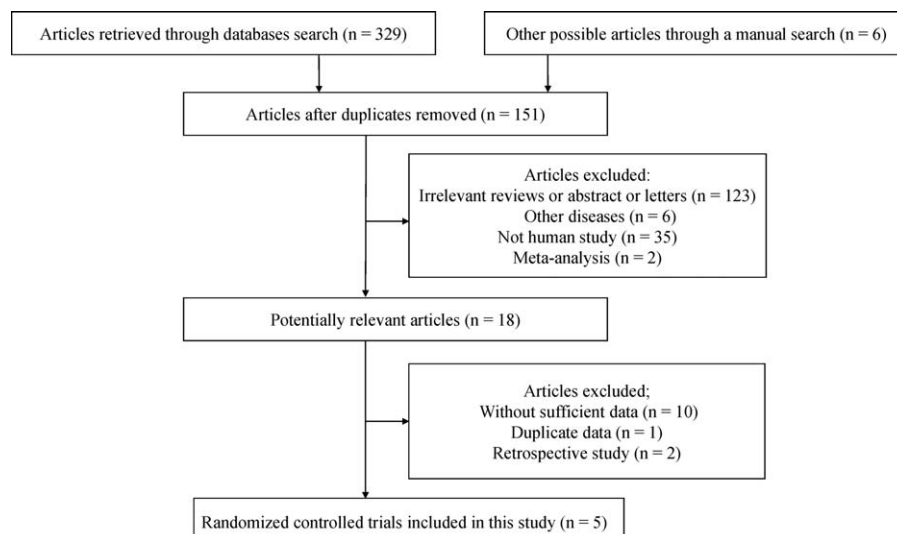 Articles retrieved through databases search (n = 329)
Other possible articles through a manual search (n = 6)
Articles after duplicates removed (n = 151)
Articles excluded:
Irrelevant reviews or abstract or letters (n = 123)
Other diseases (n = 6)
Not human study (n = 35)
Meta-analysis (n = 2)
Potentially relevant articles (n = 18)
Articles excluded;
Without sufficient data (n = 10)
Duplicate data (n = 1)
Retrospective study (n = 2)
Randomized controlled trials included in this study (n = 5)